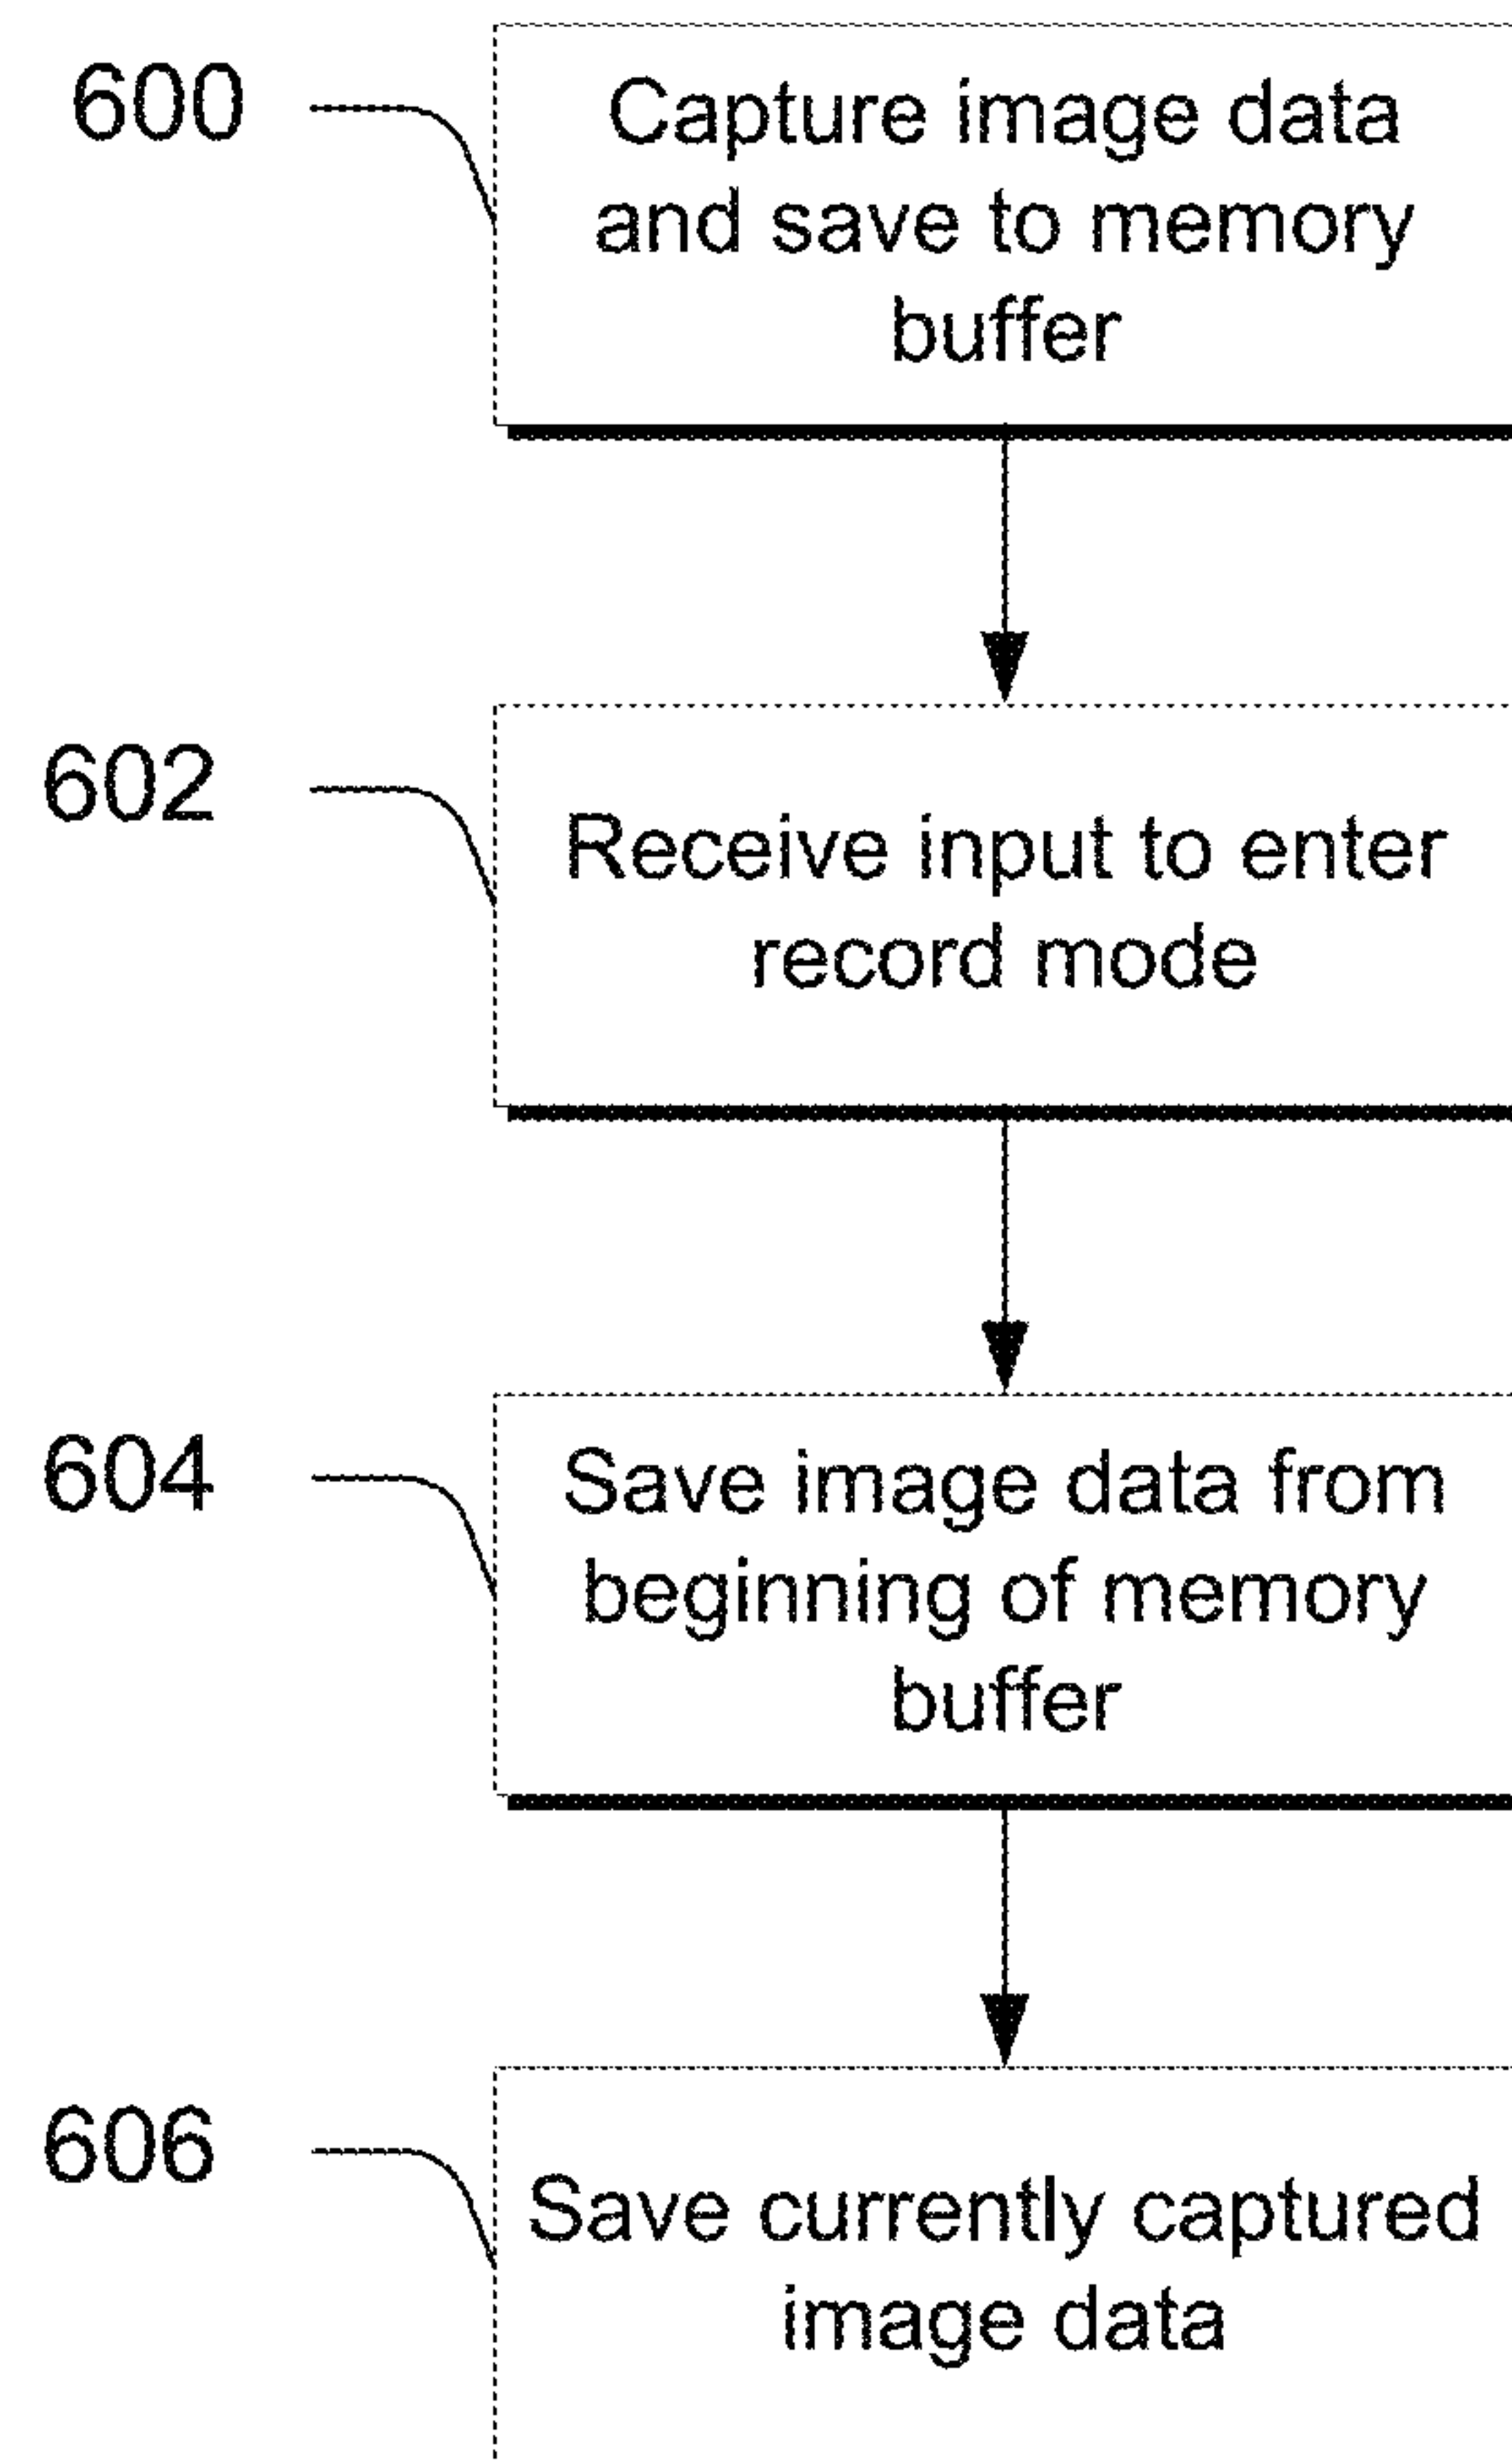 600
Capture image data
and save to memory
buffer
602
Receive input to enter
record mode
604
Save image data from
beginning of memory
buffer
606
Save currently captured
image data